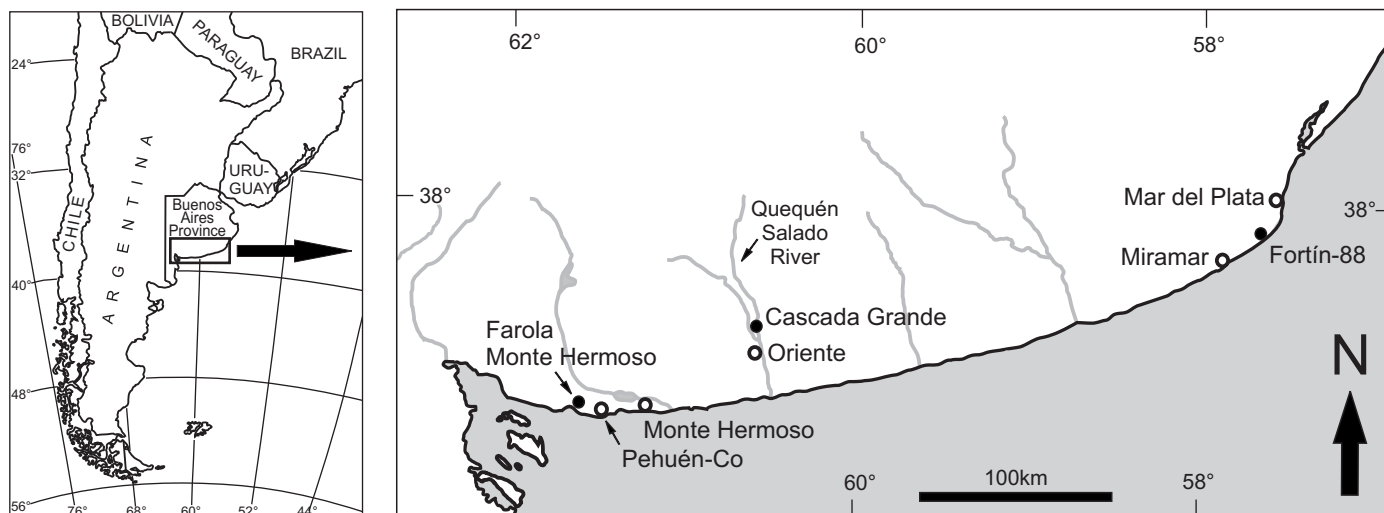 BOLIVIA
PARAGUAY
BRAZIL
24°
76°
32°
URU-
GUAY
Buenos
Aires
Province
CHILE
ARGENTINA
40°
48°
56°
76°
68°
60°
52°
44°
62°
60°
58°
38°
38°
Quequén
Salado
River
Mar del Plata
Miramar
Fortín-88
Cascada Grande
Oriente
Farola
Monte Hermoso
Monte Hermoso
Pehuén-Co
N
60°
100km
58°